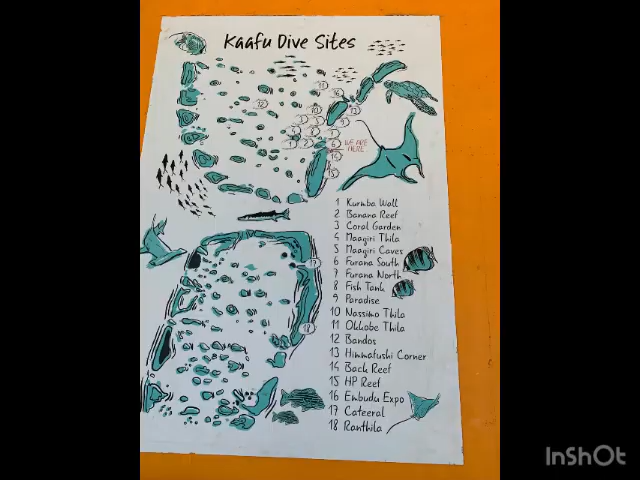 Kaafu Dive Sites
WE ARE
HERE
1 Kurumba Wall
2 Banana Reef
3 Coral Garden
4 Maagiri Thila
5 Maagiri Caves
6 Furana South
7 Furana North
8 Fish Tank
9 Paradise
10 Nassimo Thila
11 Okkobe Thila
12 Bandos
13 Himmafushi Corner
14 Back Reef
15 HP Reef
16 Embudu Expo
17 Cateeral
18 Ranthila
InShOt